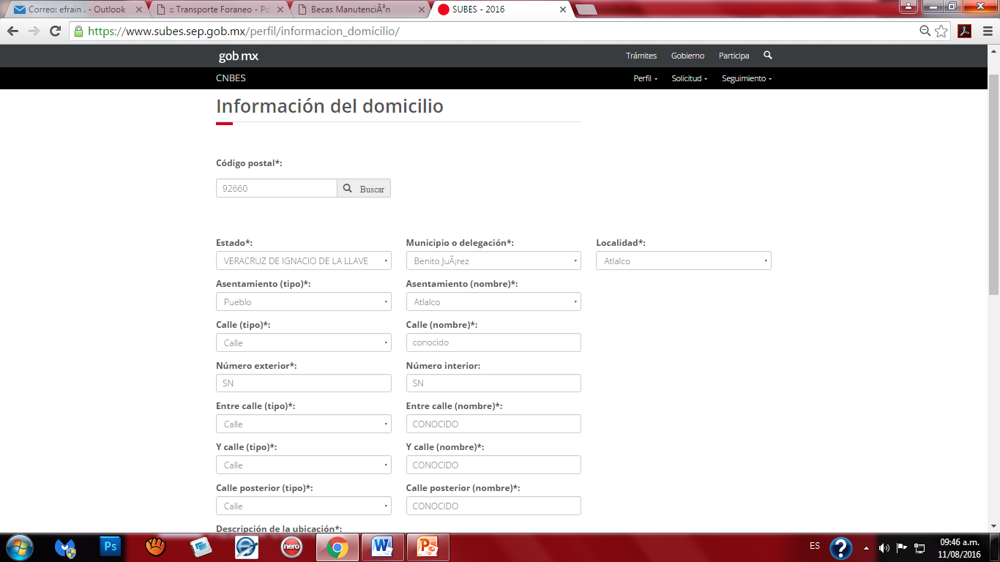 Correo: efrain . - Outlook
:: Transporte Foraneo - Po
Becas ManutenciÃ³n
SUBES - 2016
https://www.subes.sep.gob.mx/perfil/informacion_domicilio/
gob mx
Trámites Gobierno Participa
CNBES
Perfil Solicitud Seguimiento
Información del domicilio
Código postal*:
92660 Buscar
Estado*: Municipio o delegación*: Localidad*:
VERACRUZ DE IGNACIO DE LA LLAVE Benito JuÃ¡rez Atlalco
Asentamiento (tipo)*: Asentamiento (nombre)*:
Pueblo Atlalco
Calle (tipo)*: Calle (nombre)*:
Calle conocido
Número exterior*: Número interior:
SN SN
Entre calle (tipo)*: Entre calle (nombre)*:
Calle CONOCIDO
Y calle (tipo)*: Y calle (nombre)*:
Calle CONOCIDO
Calle posterior (tipo)*: Calle posterior (nombre)*:
Calle CONOCIDO
Descripción de la ubicación*:
Ps nero W P ES ? 09:46 a.m.
11/08/2016